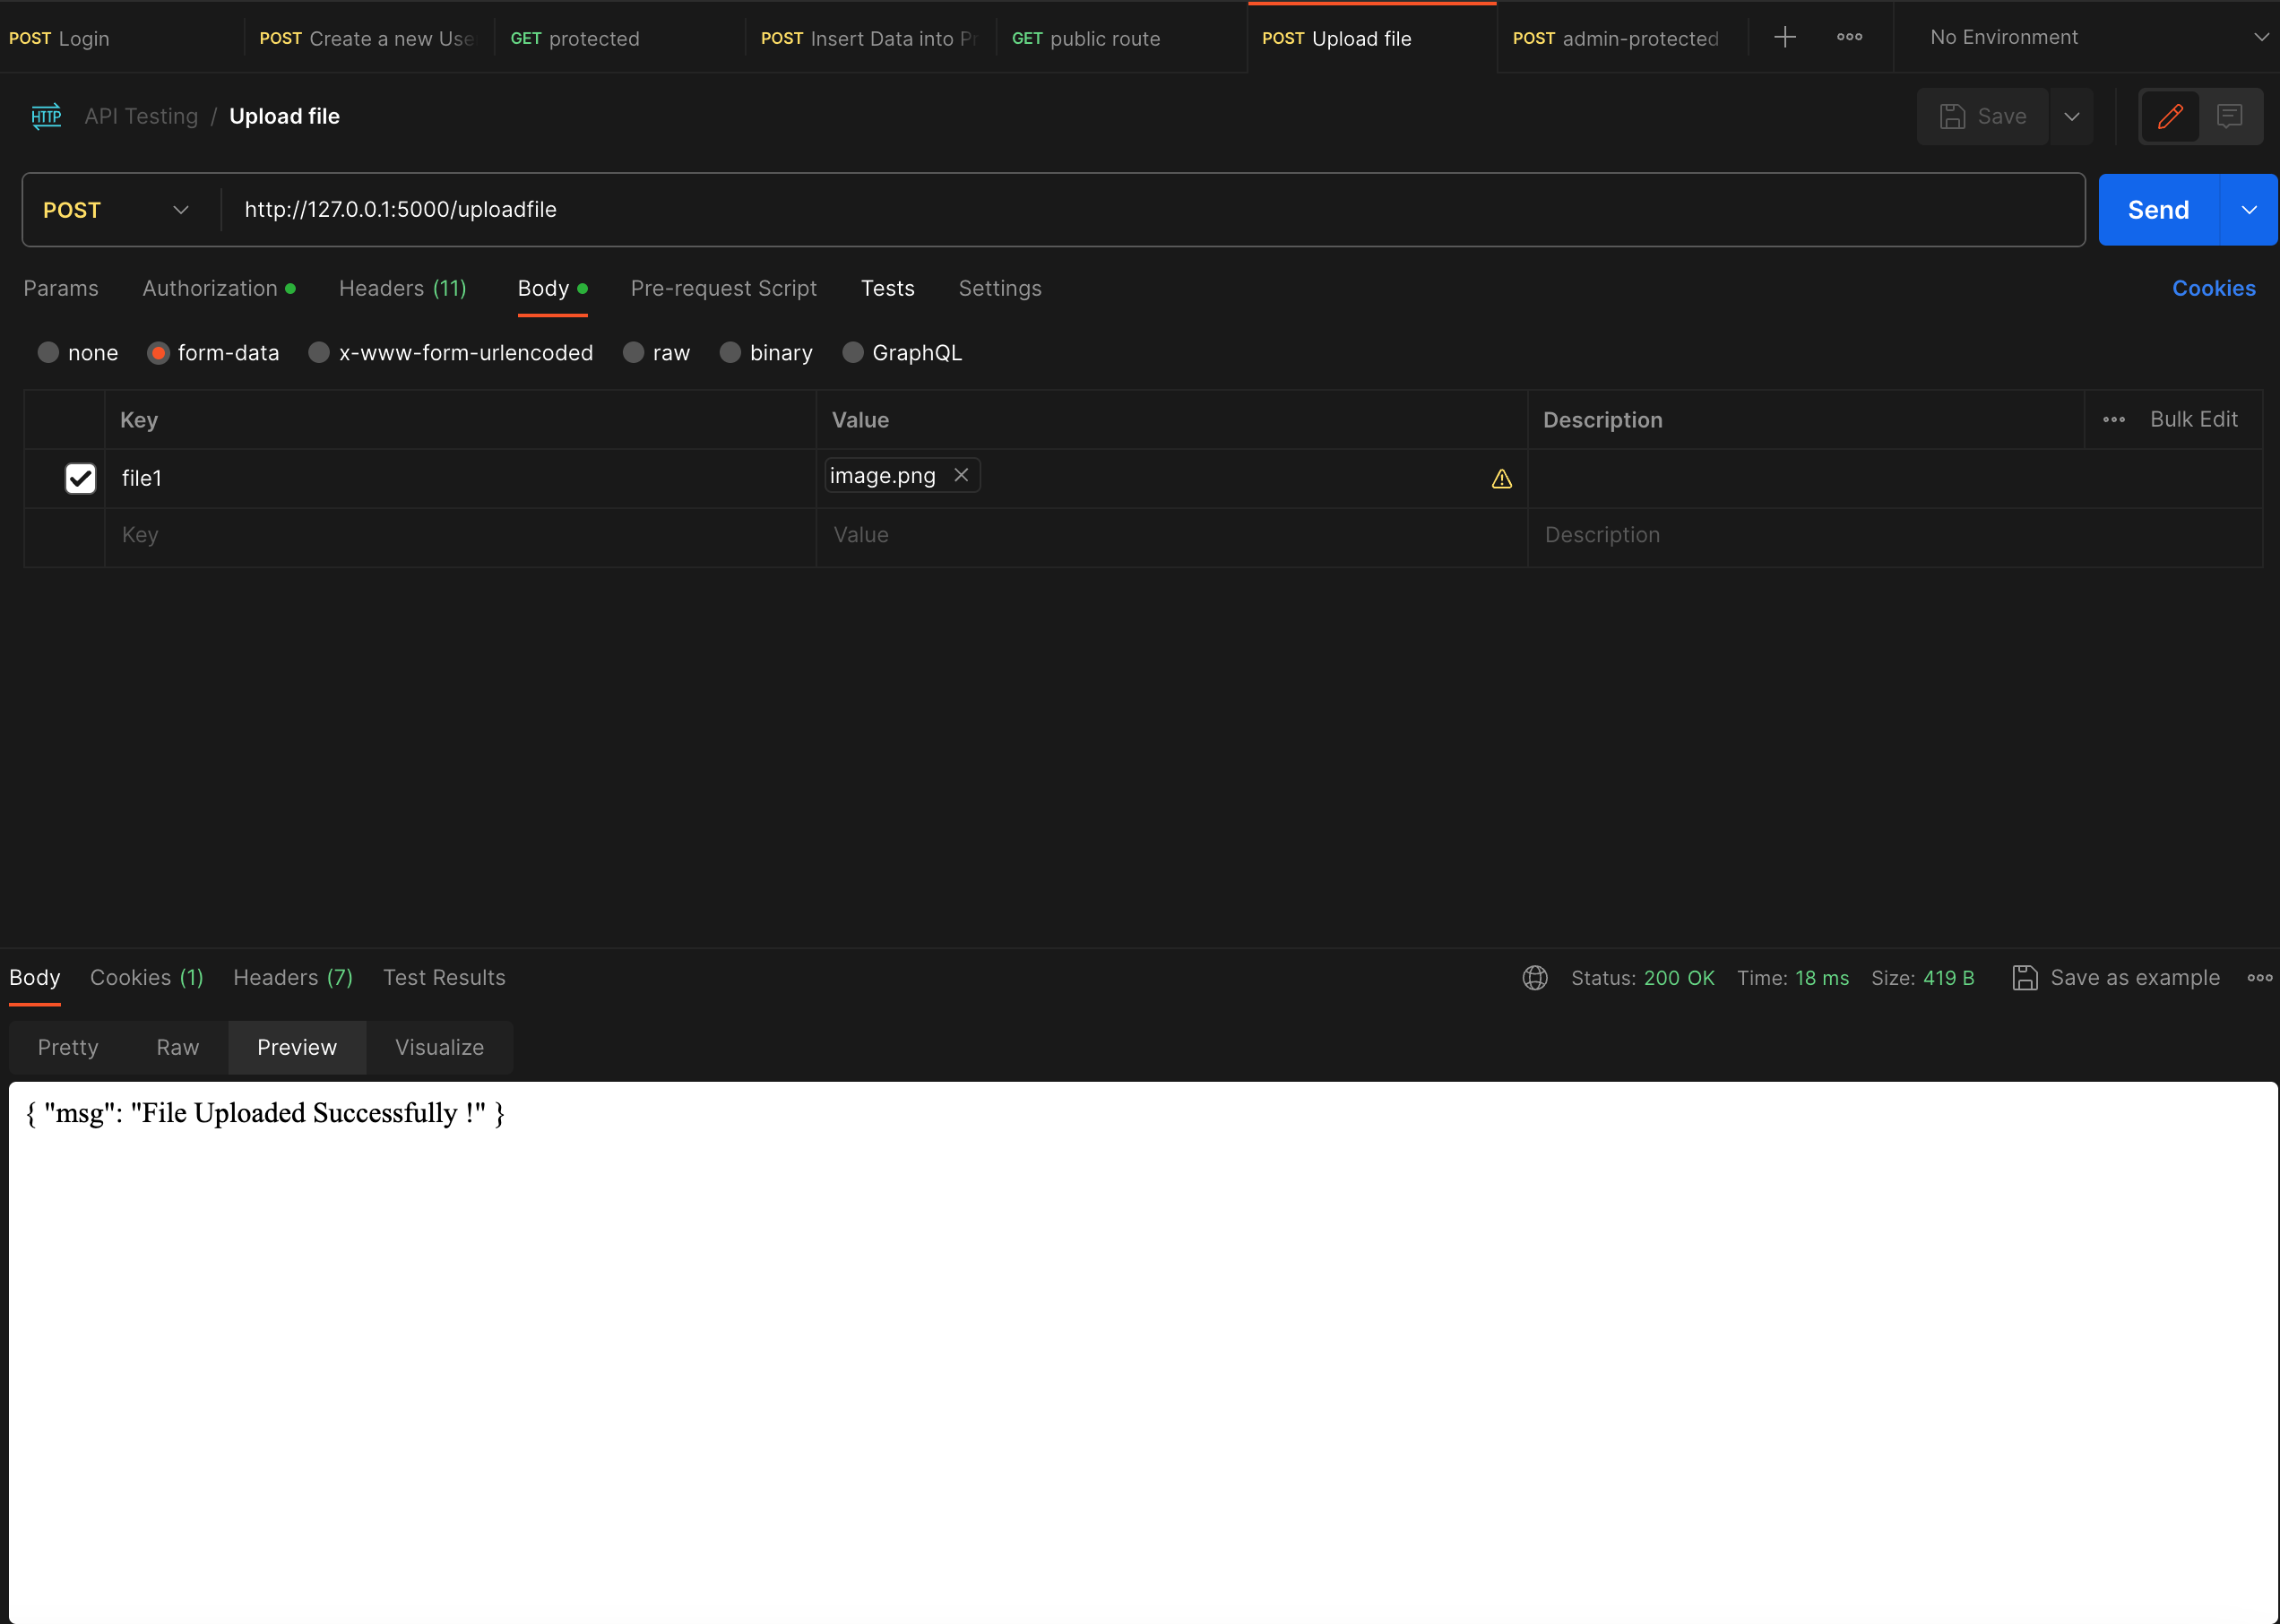 POST Login POST Create a new Use GET protected POST Insert Data into Pr GET public route POST Upload file POST admin-protected No Environment
HTTP API Testing / Upload file Save
POST http://127.0.0.1:5000/uploadfile Send
Params Authorization Headers (11) Body Pre-request Script Tests Settings Cookies
none form-data x-www-form-urlencoded raw binary GraphQL
Key Value Description Bulk Edit
file1 image.png
Key Value Description
Body Cookies (1) Headers (7) Test Results Status: 200 OK Time: 18 ms Size: 419 B Save as example
Pretty Raw Preview Visualize
{ "msg": "File Uploaded Successfully !" }